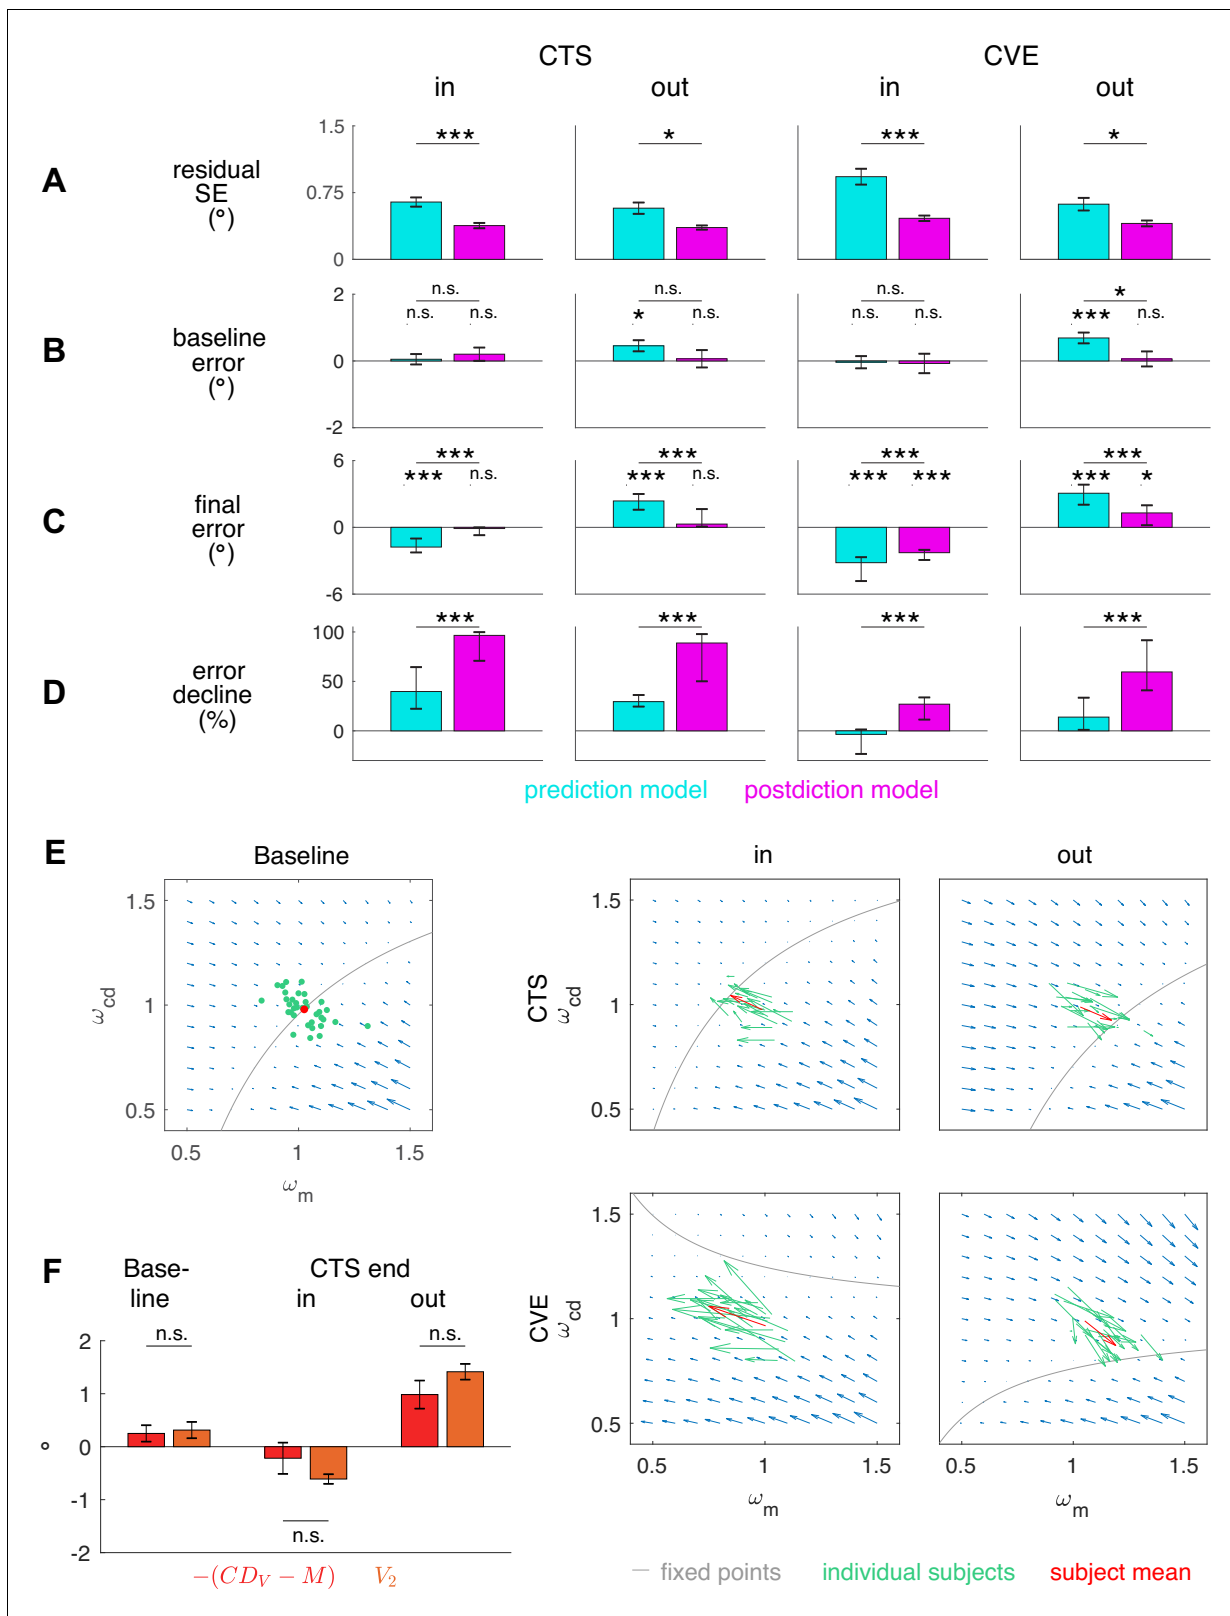 CTS CVE
in out in out
A residual SE (°)
1.5
0.75
0
*** * *** *
B baseline error (°)
2
0
-2
n.s. n.s. n.s. *
n.s. n.s. * n.s. n.s. n.s. *** n.s.
C final error (°)
6
0
-6
*** *** *** ***
*** n.s. *** n.s. *** *** *** *
D error decline (%)
100
50
0
*** *** *** ***
prediction model postdiction model
E
Baseline in out
1.5
1
0.5
ω_cd
0.5 1 1.5
ω_m
CTS
ω_cd
1.5
1
0.5
CVE
ω_cd
1.5
1
0.5
0.5 1 1.5 0.5 1 1.5
ω_m ω_m
F
Base-
line
CTS end
in out
n.s. n.s.
n.s.
2
1
0
-1
-2
°
-(CD_V - M) V_2
fixed points individual subjects subject mean